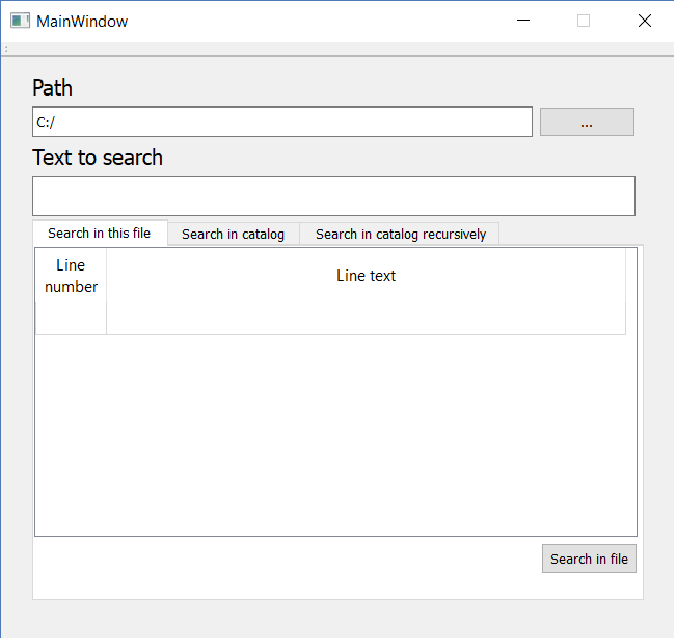 MainWindow
Path
C:/
...
Text to search
Search in this file
Search in catalog
Search in catalog recursively
Line
number
Line text
Search in file